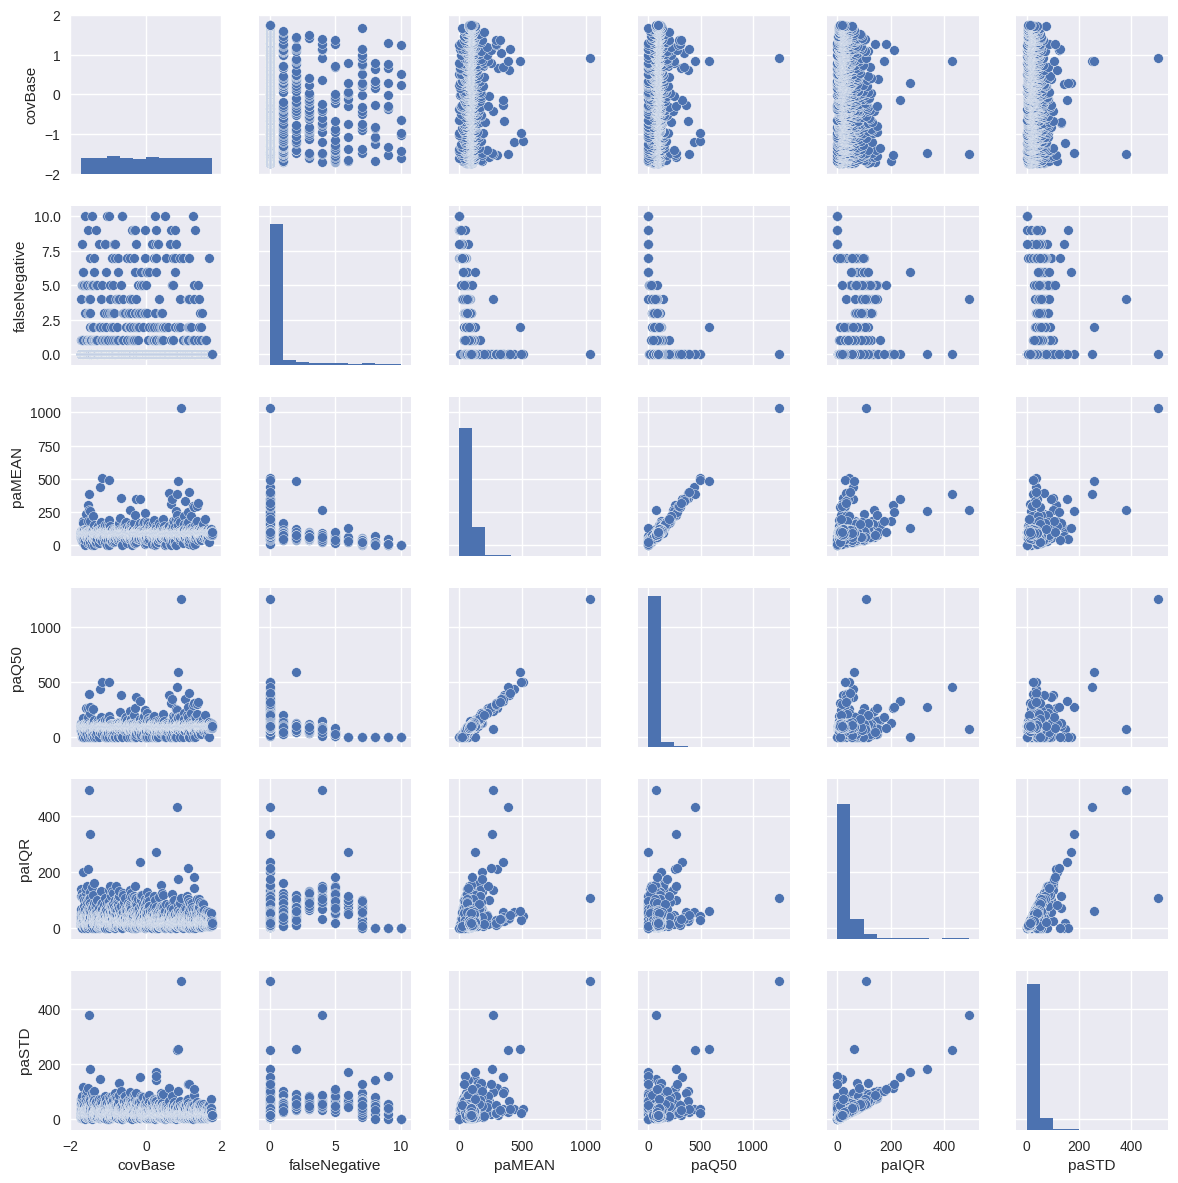 2
1
0
−1
−2
covBase
10.0
7.5
5.0
2.5
0.0
falseNegative
1000
750
500
250
0
paMEAN
1000
500
0
paQ50
400
200
0
paIQR
400
200
0
paSTD
−2 0 2
0 5 10
0 500 1000
0 500 1000
0 200 400
0 200 400
covBase falseNegative paMEAN paQ50 paIQR paSTD